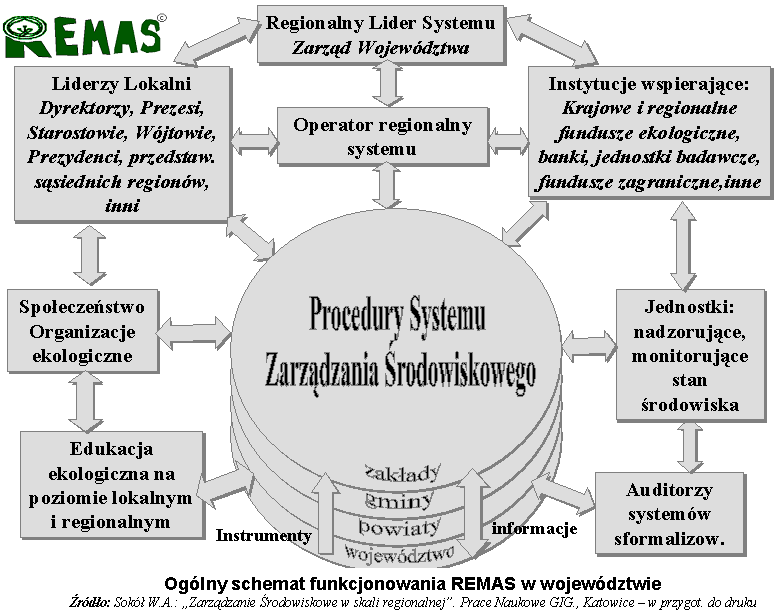 REMAS©
Regionalny Lider Systemu
Zarząd Województwa
Liderzy Lokalni
Dyrektorzy, Prezesi,
Starostowie, Wójtowie,
Prezydenci, przedstaw.
sąsiednich regionów,
inni
Operator regionalny
systemu
Instytucje wspierające:
Krajowe i regionalne
fundusze ekologiczne,
banki, jednostki badawcze,
fundusze zagraniczne,inne
Społeczeństwo
Organizacje
ekologiczne
Procedury Systemu
Zarządzania Środowiskowego
Jednostki:
nadzorujące,
monitorujące
stan
środowiska
Edukacja
ekologiczna na
poziomie lokalnym
i regionalnym
zakłady
gminy
powiaty
województwo
Instrumenty
informacje
Auditorzy
systemów
sformalizow.
Ogólny schemat funkcjonowania REMAS w województwie
Źródło: Sokół W.A.: „Zarządzanie Środowiskowe w skali regionalnej”. Prace Naukowe GIG., Katowice – w przygot. do druku